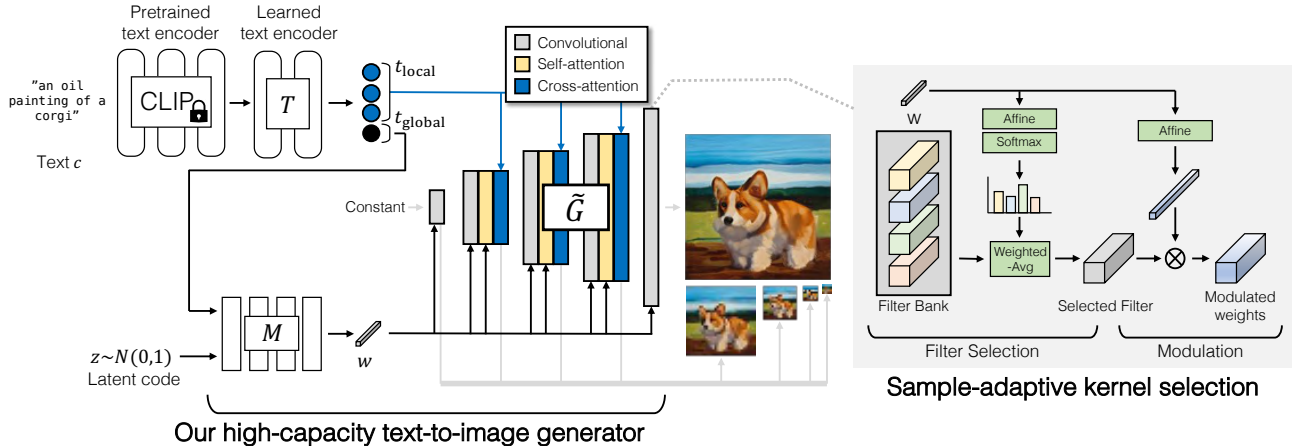 Pretrained
text encoder
Learned
text encoder
"an oil
painting of a
corgi"
Text c
CLIP
T
t_local
t_global
Convolutional
Self-attention
Cross-attention
Constant
G̃
M
w
z~N(0,1)
Latent code
Our high-capacity text-to-image generator
w
Affine
Softmax
Affine
Weighted
-Avg
Filter Bank
Selected Filter
Modulated
weights
Filter Selection
Modulation
Sample-adaptive kernel selection